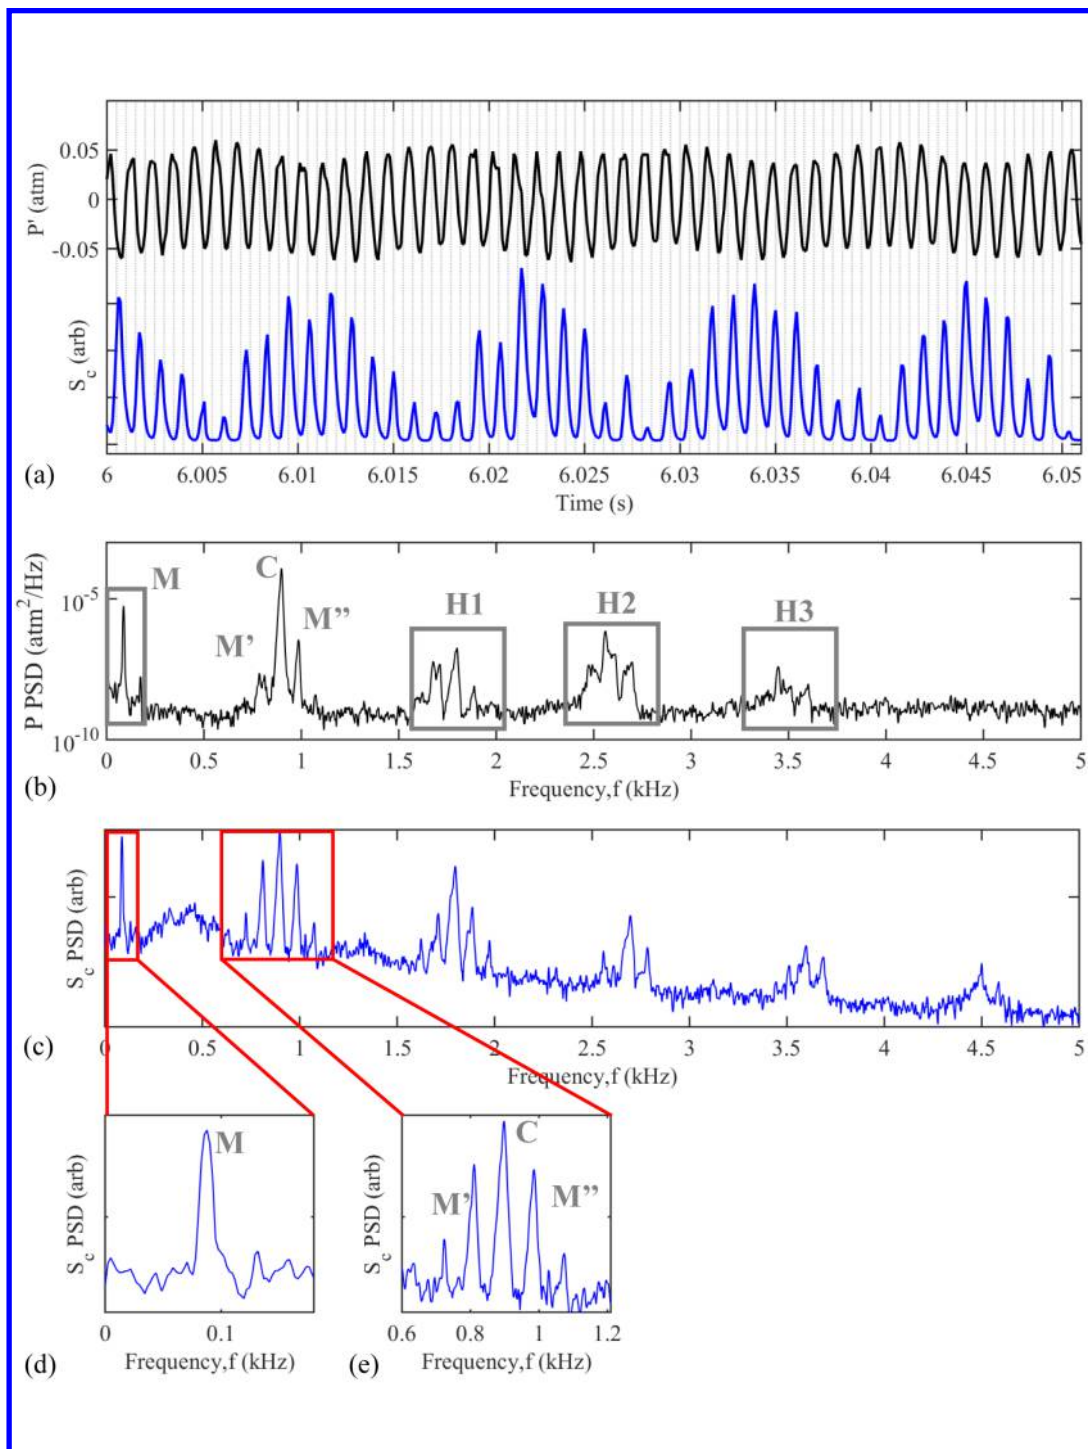 0.05
0
-0.05
P' (atm)
S_c (arb)
6 6.005 6.01 6.015 6.02 6.025 6.03 6.035 6.04 6.045 6.05
Time (s)
(a)
P PSD (atm²/Hz)
10⁻⁵
10⁻¹⁰
M
M'
C
M"
H1
H2
H3
0 0.5 1 1.5 2 2.5 3 3.5 4 4.5 5
Frequency,f (kHz)
(b)
S_c PSD (arb)
0 0.5 1 1.5 2 2.5 3 3.5 4 4.5 5
Frequency,f (kHz)
(c)
S_c PSD (arb)
M
0 0.1
Frequency,f (kHz)
(d)
S_c PSD (arb)
M'
C
M"
0.6 0.8 1 1.2
Frequency,f (kHz)
(e)